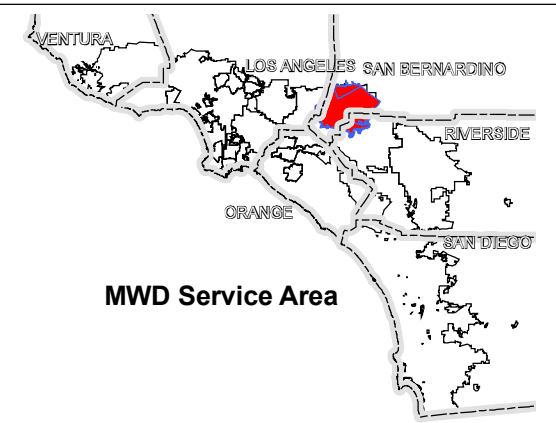 VENTURA
LOS ANGELES
SAN BERNARDINO
RIVERSIDE
ORANGE
SAN DIEGO
MWD Service Area